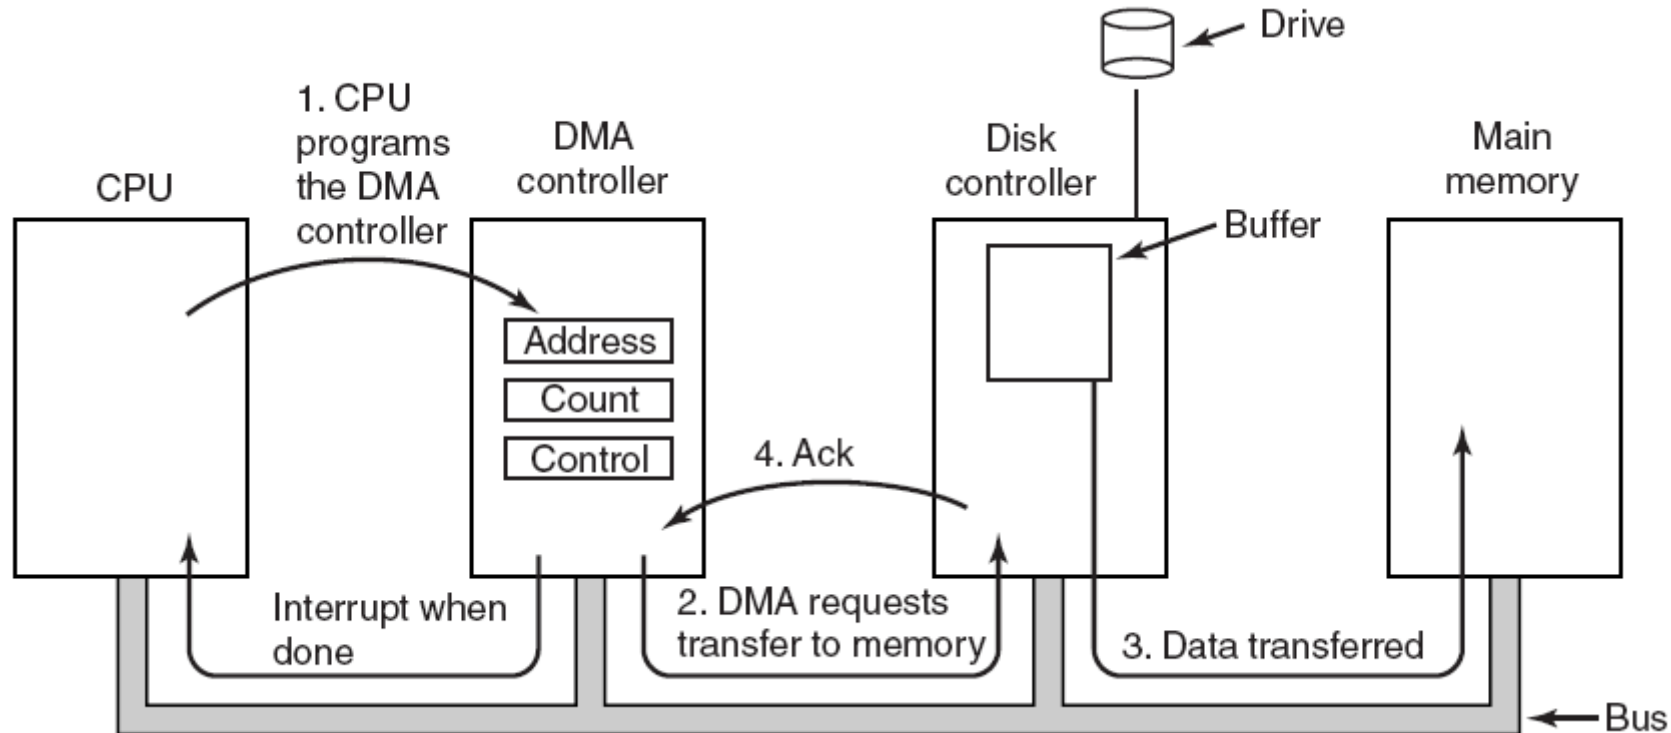 Drive
1. CPU
programs
the DMA
controller
DMA
controller
Disk
controller
Main
memory
CPU
Buffer
Address
Count
Control
4. Ack
Interrupt when
done
2. DMA requests
transfer to memory
3. Data transferred
Bus